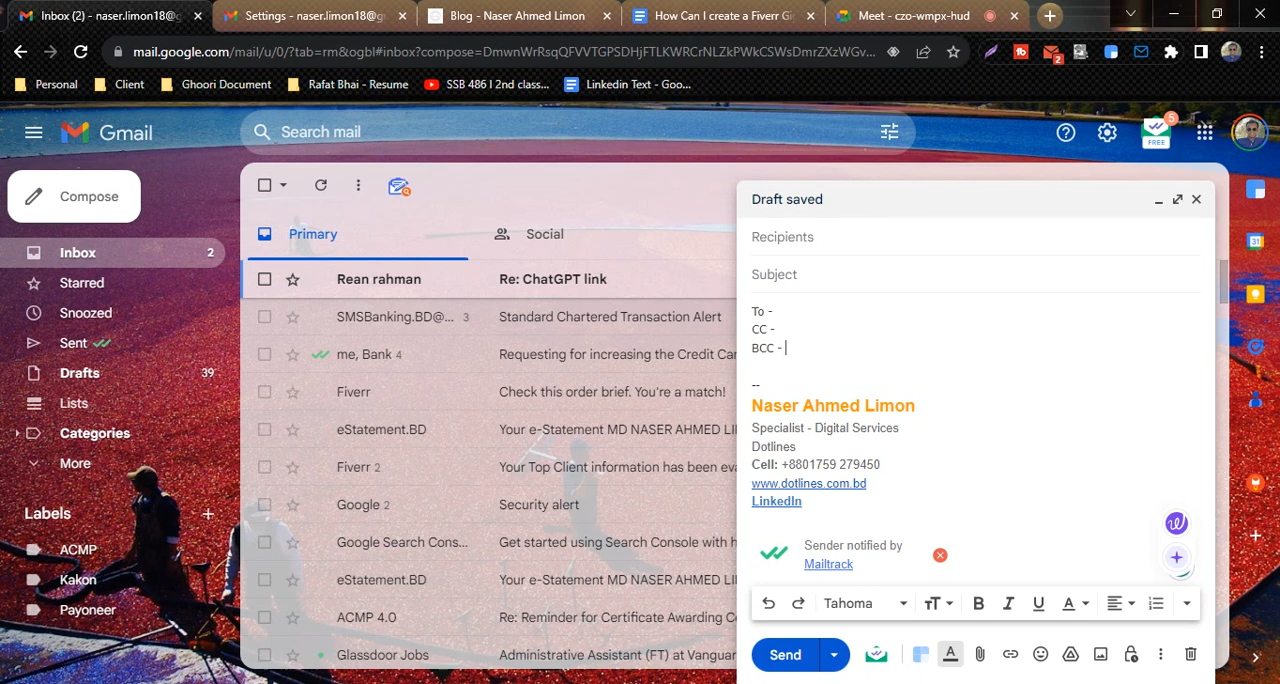 Inbox (2) - naser.limon18@g
Settings - naser.limon18@g
Blog - Naser Ahmed Limon
How Can I create a Fiverr Gi
Meet - czo-wmpx-hud
mail.google.com/mail/u/0/?tab=rm&ogbl#inbox?compose=DmwnWrRsqQFVVTGPSDHjFTLKWRCrNLZkPWkCSWsDmrZXzWGv...
2
Personal
Client
Ghoori Document
Rafat Bhai - Resume
SSB 486 l 2nd class...
Linkedin Text - Goo...
Gmail
Search mail
5
FREE
Compose
Inbox 2
Starred
Snoozed
Sent
Drafts 39
Lists
Categories
More
Labels
ACMP
Kakon
Payoneer
Primary
Social
Rean rahman Re: ChatGPT link
SMSBanking.BD@... 3 Standard Chartered Transaction Alert
me, Bank 4 Requesting for increasing the Credit Car
Fiverr Check this order brief. You're a match!
eStatement.BD Your e-Statement MD NASER AHMED LI
Fiverr 2 Your Top Client information has been eva
Google 2 Security alert
Google Search Cons... Get started using Search Console with h
eStatement.BD Your e-Statement MD NASER AHMED LI
ACMP 4.0 Re: Reminder for Certificate Awarding C
Glassdoor Jobs Administrative Assistant (FT) at Vanguar
Draft saved
Recipients
Subject
To -
CC -
BCC -
--
Naser Ahmed Limon
Specialist - Digital Services
Dotlines
Cell: +8801759 279450
www.dotlines.com.bd
LinkedIn
Sender notified by
Mailtrack
Tahoma
B I U A
Send
A
31